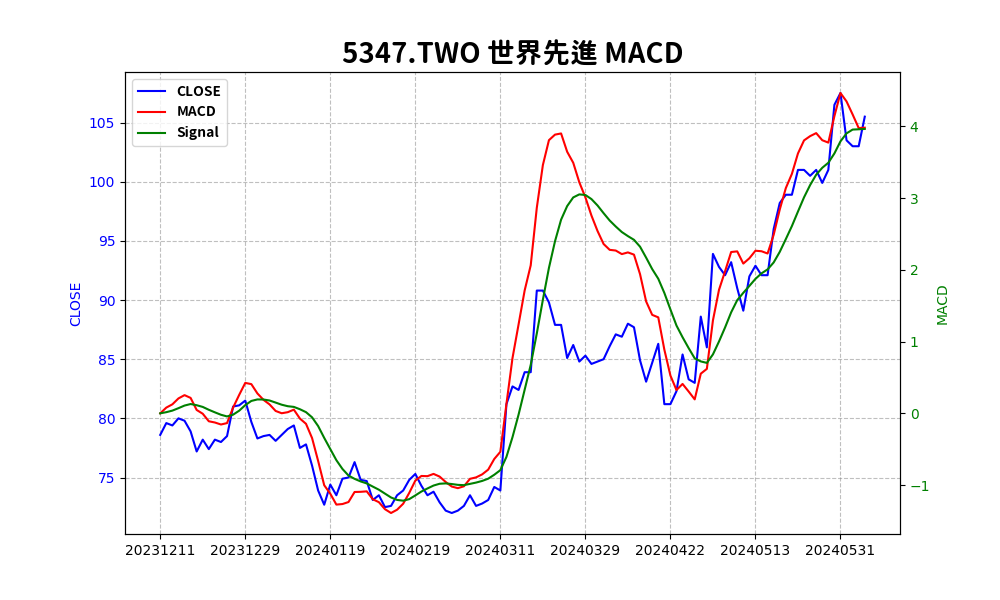 5347.TWO 世界先進 MACD
CLOSE
MACD
Signal
105
100
95
90
85
80
75
CLOSE
4
3
2
1
0
−1
MACD
20231211 20231229 20240119 20240219 20240311 20240329 20240422 20240513 20240531